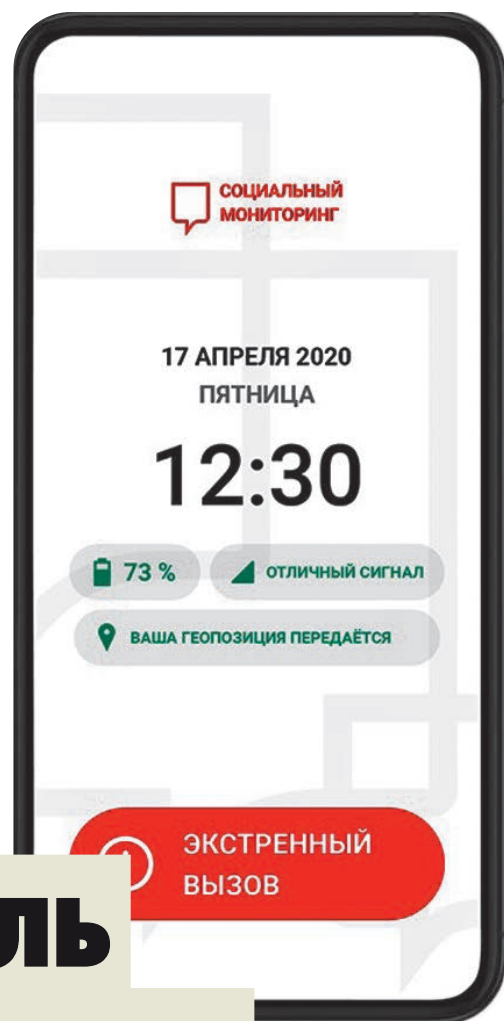 СОЦИАЛЬНЫЙ
МОНИТОРИНГ
17 АПРЕЛЯ 2020
ПЯТНИЦА
12:30
73 %
ОТЛИЧНЫЙ СИГНАЛ
ВАША ГЕОПОЗИЦИЯ ПЕРЕДАЁТСЯ
ЭКСТРЕННЫЙ
ВЫЗОВ
ль